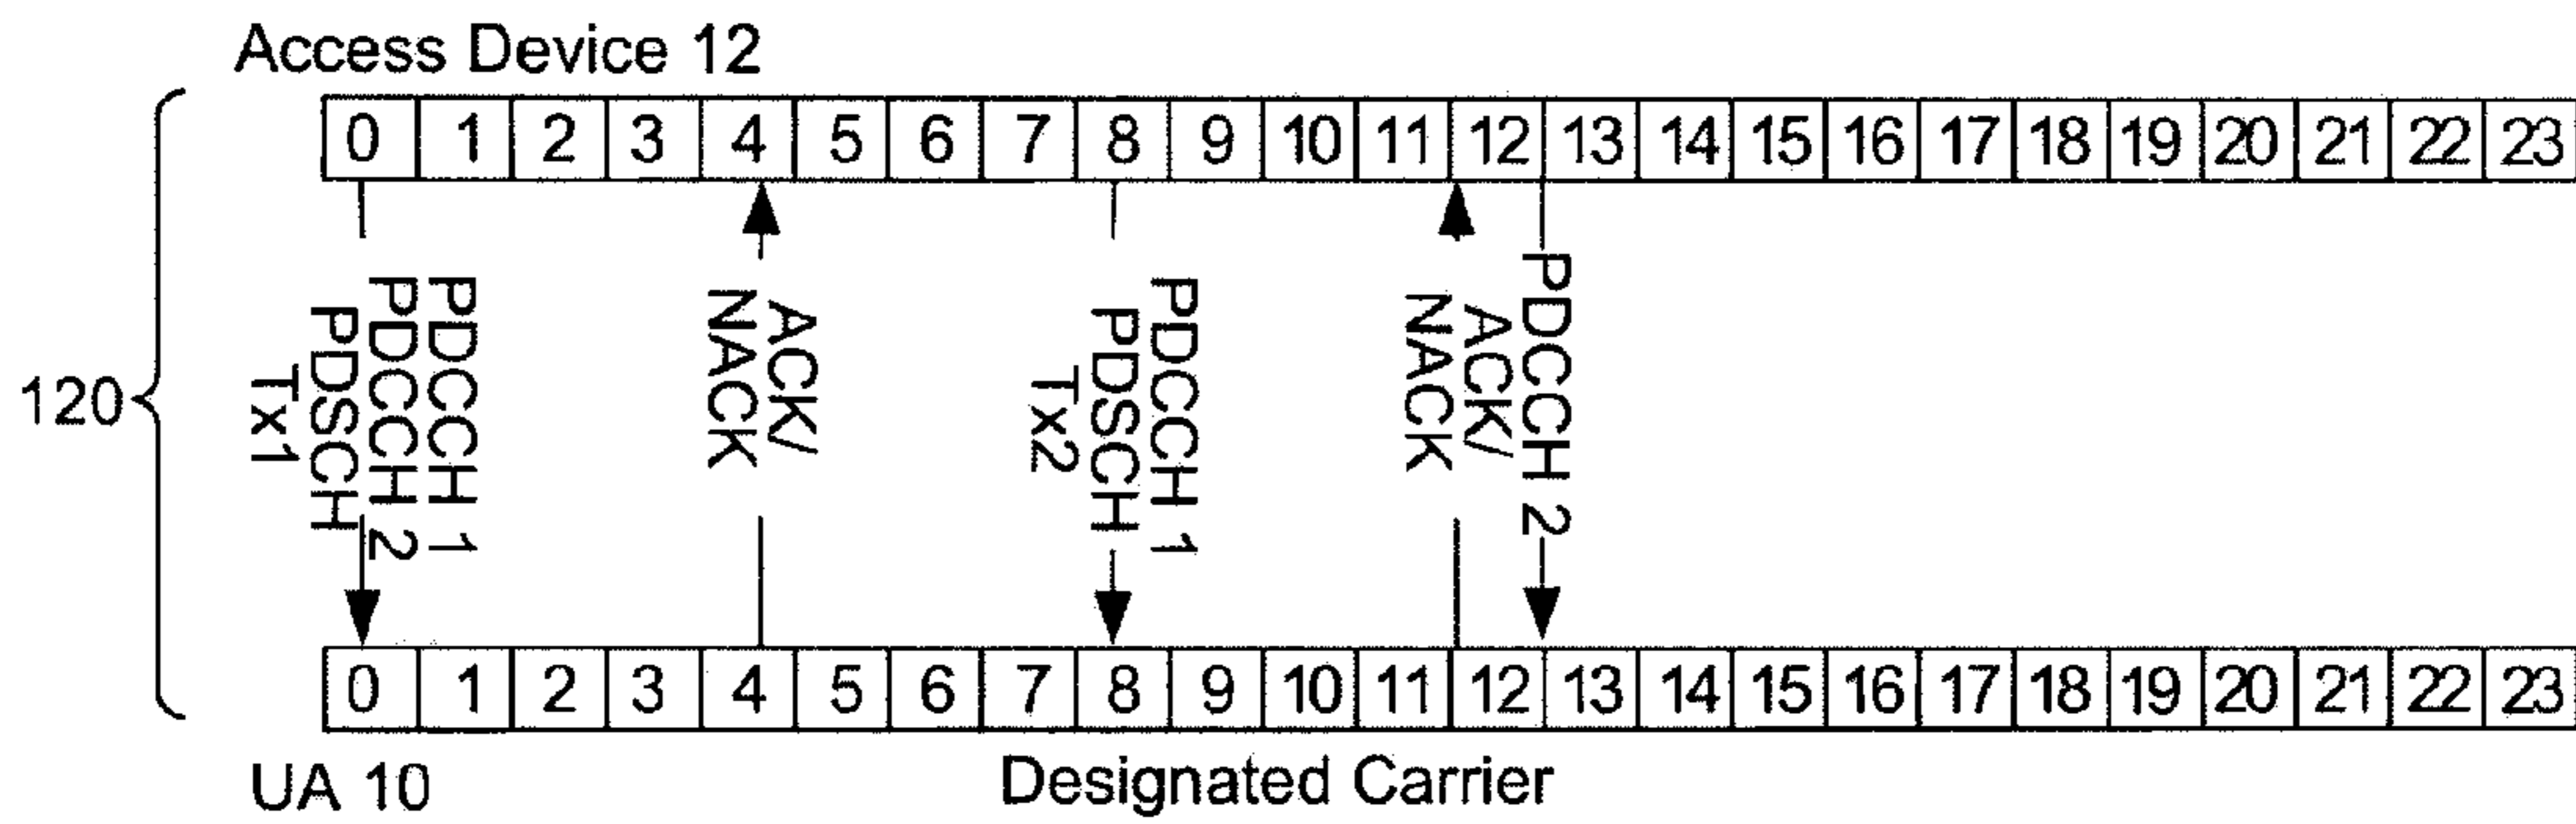 Access Device 12
0 1 2 3 4 5 6 7 8 9 10 11 12 13 14 15 16 17 18 19 20 21 22 23
120
PDCCH 1
PDCCH 2
PDSCH
Tx1
ACK/
NACK
PDCCH 1
PDSCH
Tx2
ACK/
NACK
PDCCH 2
0 1 2 3 4 5 6 7 8 9 10 11 12 13 14 15 16 17 18 19 20 21 22 23
UA 10
Designated Carrier